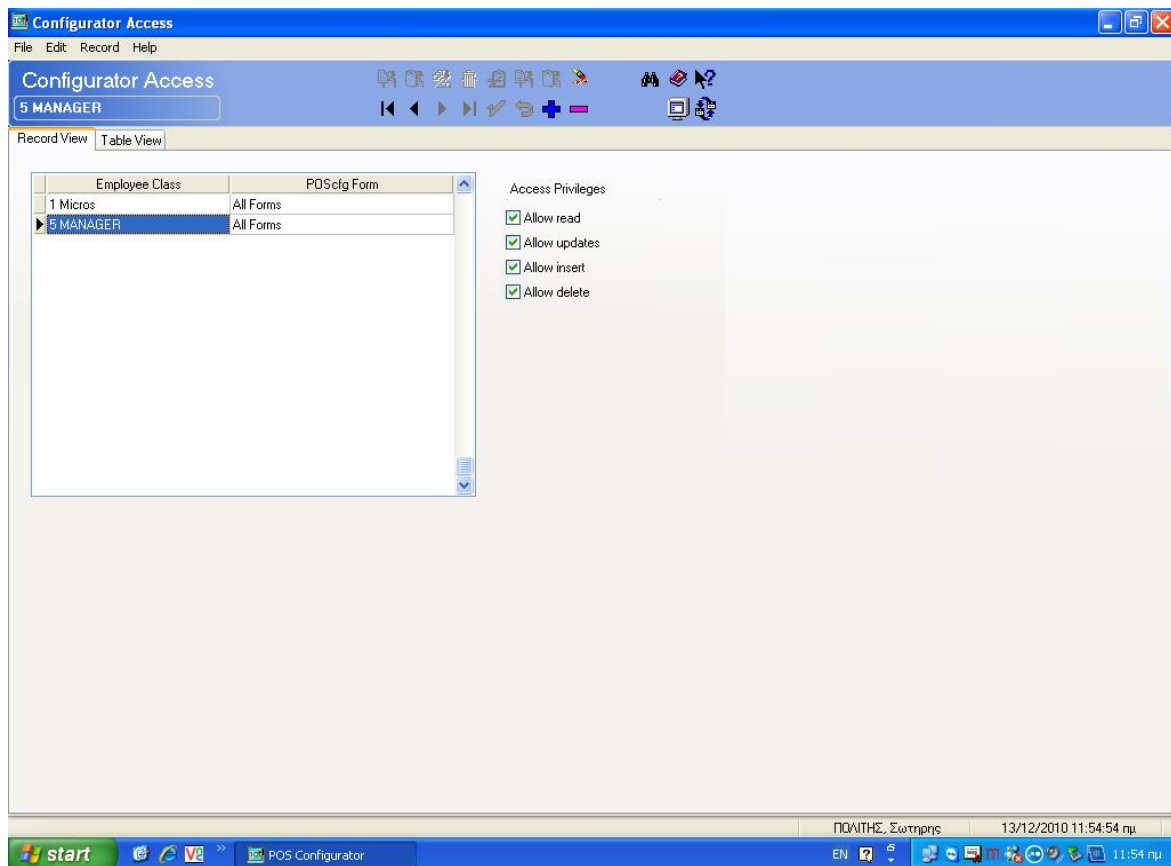 Configurator Access
File Edit Record Help
Configurator Access
5 MANAGER
Record View Table View
Employee Class POScfg Form
1 Micros All Forms
5 MANAGER All Forms
Access Privileges
Allow read
Allow updates
Allow insert
Allow delete
ΠΟΛΙΤΗΣ, Σωτηρης 13/12/2010 11:54:54 πμ
start POS Configurator EN 11:54 πμ